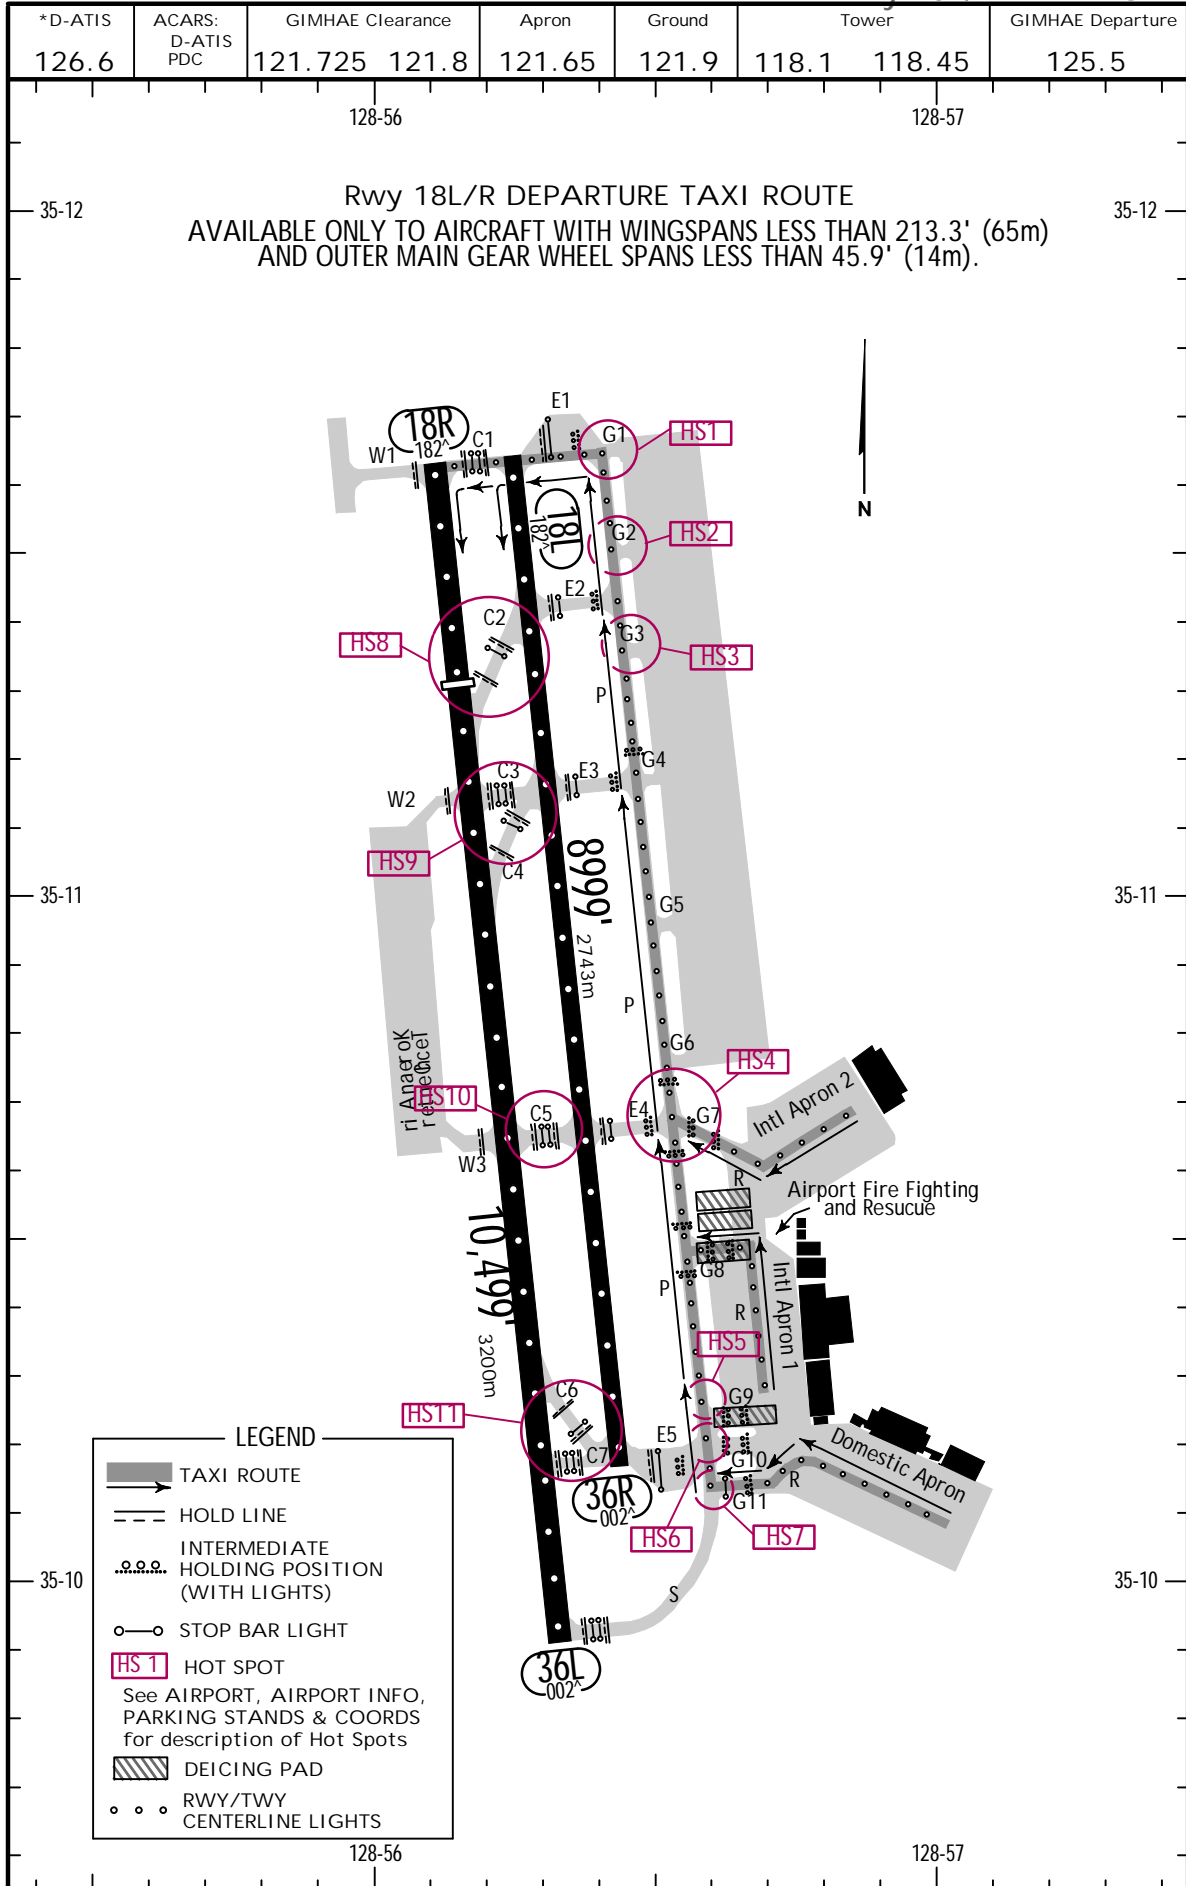 *D-ATIS
126.6
ACARS:
D-ATIS
PDC
GIMHAE Clearance
121.725 121.8
Apron
121.65
Ground
121.9
Tower
118.1 118.45
GIMHAE Departure
125.5
128-56
128-57
Rwy 18L/R DEPARTURE TAXI ROUTE
35-12
35-12
AVAILABLE ONLY TO AIRCRAFT WITH WINGSPANS LESS THAN 213.3' (65m)
AND OUTER MAIN GEAR WHEEL SPANS LESS THAN 45.9' (14m).
N
E1
18R
182^
C1
W1
G1
HS1
18L
182^
G2
HS2
E2
C2
G3
HS8
HS3
P
G4
C3
E3
W2
HS9
C4
8999'
2743m
35-11
35-11
G5
P
G6
HS4
HS10
C5
E4
G7
Intl Apron 2
W3
R
Airport Fire Fighting
and Resucue
10,499'
3200m
G8
P
Intl Apron 1
R
HS5
C6
G9
HS11
E5
C7
G10
Domestic Apron
R
36R
002^
G11
HS6
HS7
35-10
35-10
S
36L
002^
LEGEND
TAXI ROUTE
HOLD LINE
INTERMEDIATE
HOLDING POSITION
(WITH LIGHTS)
STOP BAR LIGHT
HS 1 HOT SPOT
See AIRPORT, AIRPORT INFO,
PARKING STANDS & COORDS
for description of Hot Spots
DEICING PAD
RWY/TWY
CENTERLINE LIGHTS
128-56
128-57